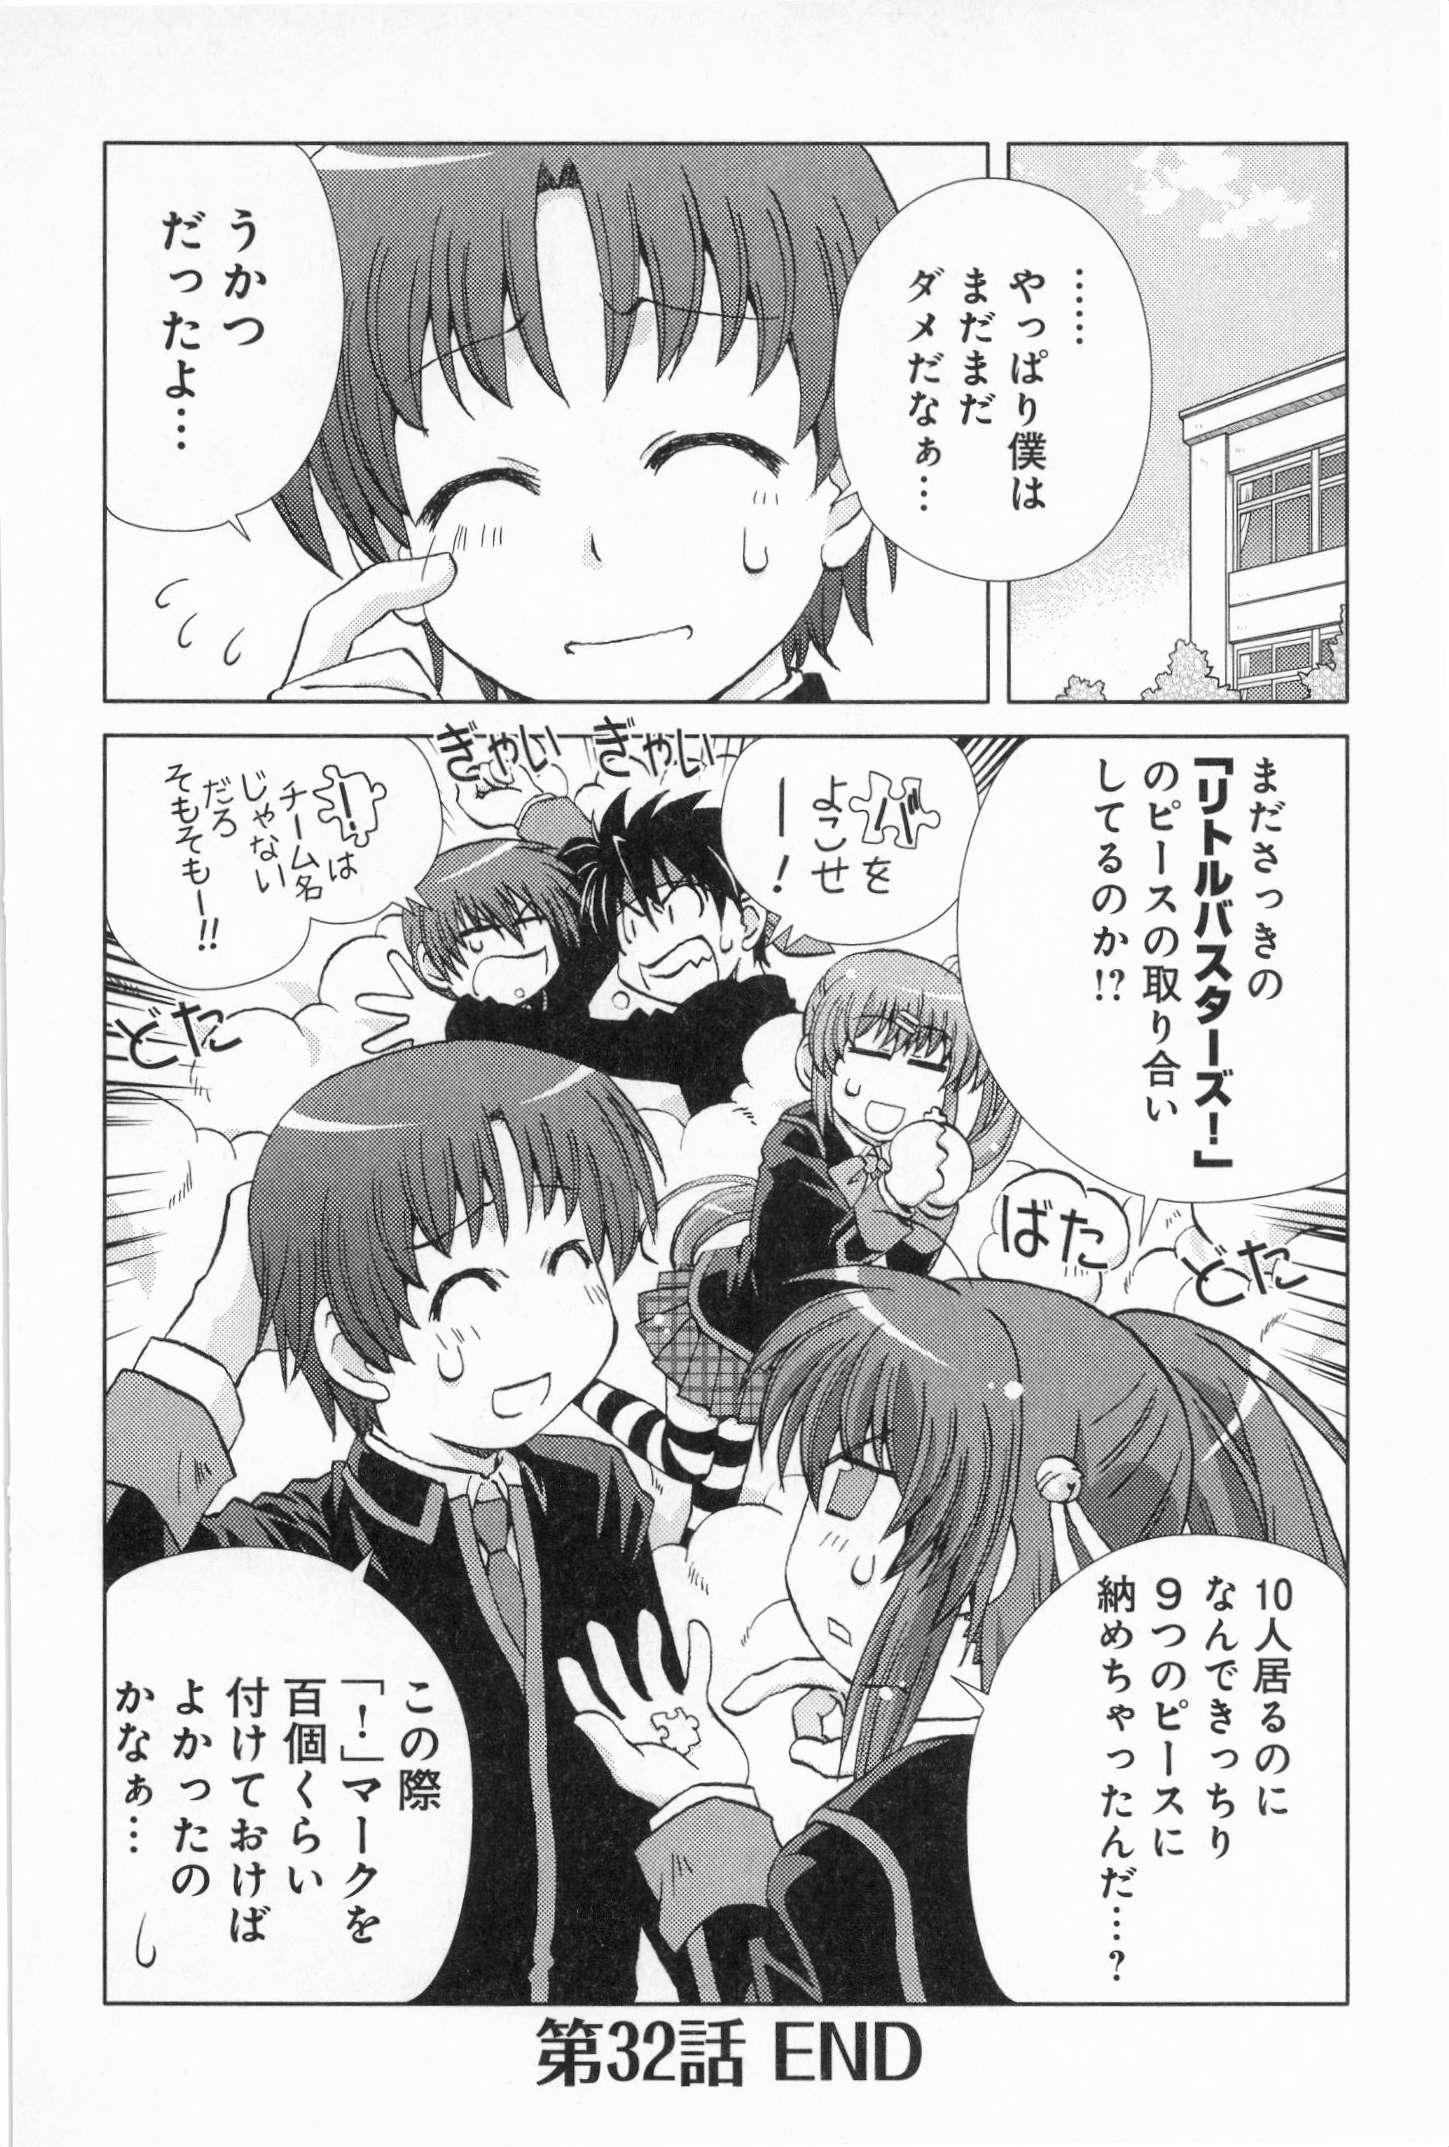 ……
やっぱり僕は
まだまだ
ダメだなぁ…
うかつ
だったよ…
まださっきの
「リトルバスターズ！」
のピースの取り合い
してるのか!?
バを
よこせ
ー！
！は
チーム名
じゃない
だろ
そもそもー!!
ぎゃい
ぎゃい
どた
ばた
どた
10人居るのに
なんできっちり
9つのピースに
納めちゃったんだ…?
この際
「！」マークを
百個くらい
付けておけば
よかったの
かなぁ…
第32話 END